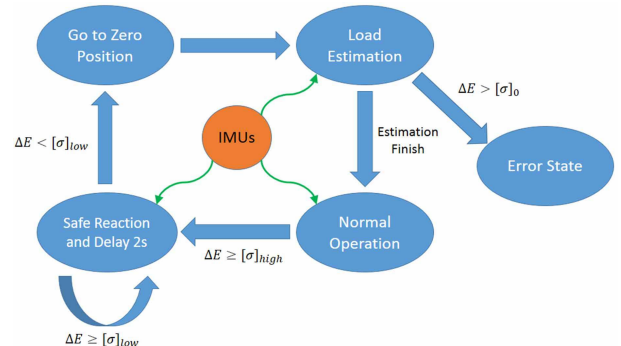 Go to Zero
Position
Load
Estimation
ΔE > [σ]₀
IMUs
ΔE < [σ]low
Estimation
Finish
Error State
Safe Reaction
and Delay 2s
Normal
Operation
ΔE ≥ [σ]high
ΔE ≥ [σ]low